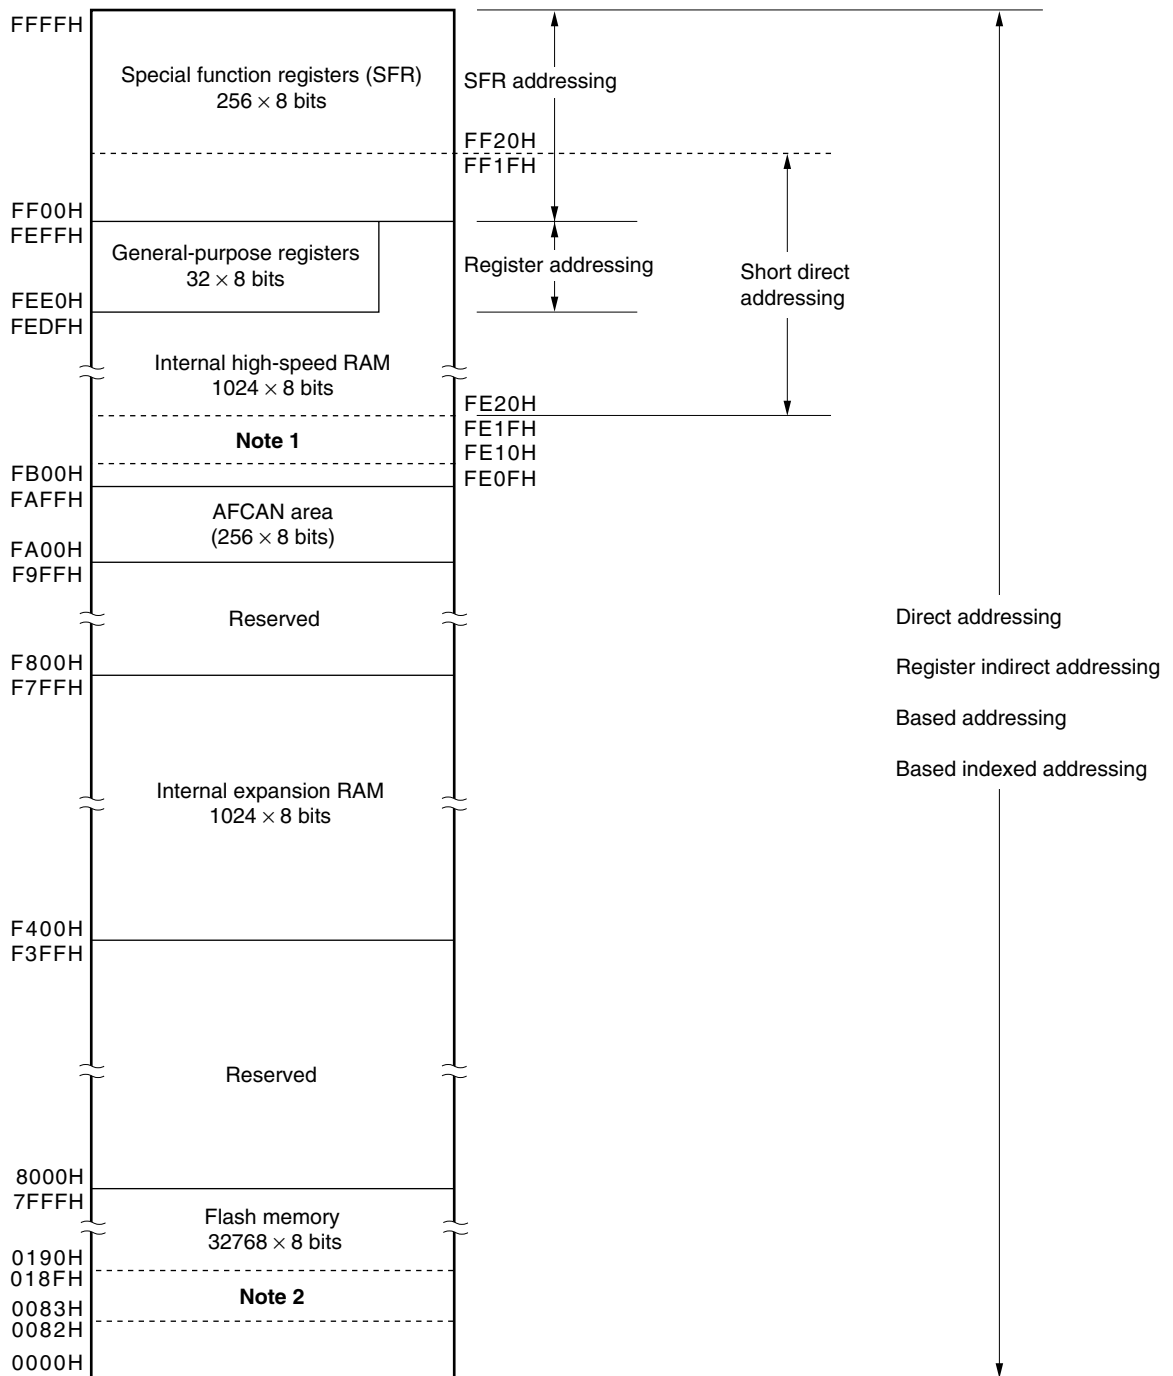 FFFFH
Special function registers (SFR)
256 × 8 bits
SFR addressing
FF20H
FF1FH
FF00H
FEFFH
General-purpose registers
32 × 8 bits
Register addressing
Short direct
addressing
FEE0H
FEDFH
Internal high-speed RAM
1024 × 8 bits
FE20H
FE1FH
Note 1
FE10H
FE0FH
FB00H
FAFFH
AFCAN area
(256 × 8 bits)
FA00H
F9FFH
Reserved
Direct addressing
Register indirect addressing
Based addressing
Based indexed addressing
F800H
F7FFH
Internal expansion RAM
1024 × 8 bits
F400H
F3FFH
Reserved
8000H
7FFFH
Flash memory
32768 × 8 bits
0190H
018FH
Note 2
0083H
0082H
0000H